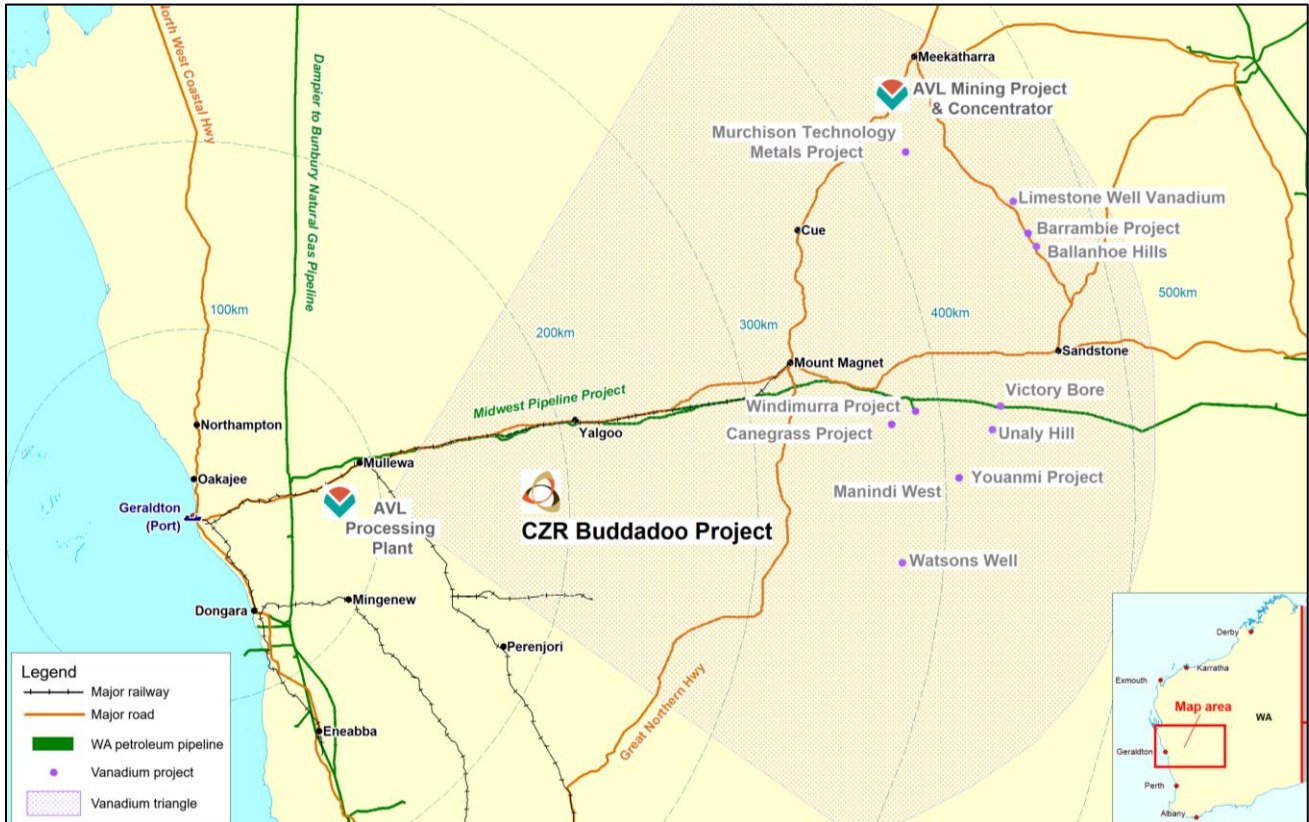 North West Coastal Hwy
Dampier to Bunbury Natural Gas Pipeline
Meekatharra
AVL Mining Project
& Concentrator
Murchison Technology
Metals Project
Limestone Well Vanadium
Barrambie Project
Ballanhoe Hills
Cue
100km
200km
300km
400km
500km
Mount Magnet
Sandstone
Midwest Pipeline Project
Windimurra Project
Victory Bore
Canegrass Project
Unaly Hill
Northampton
Yalgoo
Mullewa
Oakajee
Geraldton
(Port)
AVL
Processing
Plant
CZR Buddadoo Project
Manindi West
Youanmi Project
Watsons Well
Dongara
Mingenew
Perenjori
Great Northern Hwy
Eneabba
Legend
Major railway
Major road
WA petroleum pipeline
Vanadium project
Vanadium triangle
Derby
Karratha
Exmouth
Map area
WA
Geraldton
Perth
Albany